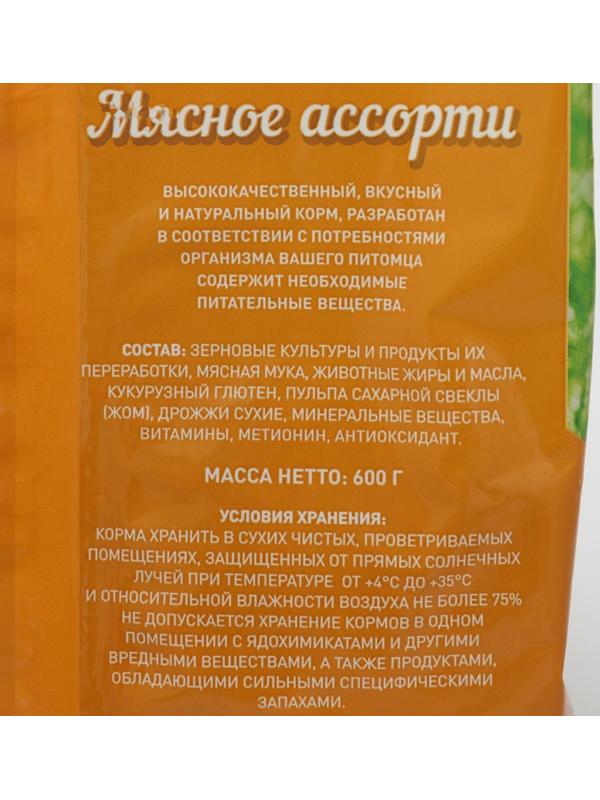 Мясное ассорти
ВЫСОКОКАЧЕСТВЕННЫЙ, ВКУСНЫЙ
И НАТУРАЛЬНЫЙ КОРМ, РАЗРАБОТАН
В СООТВЕТСТВИИ С ПОТРЕБНОСТЯМИ
ОРГАНИЗМА ВАШЕГО ПИТОМЦА
СОДЕРЖИТ НЕОБХОДИМЫЕ
ПИТАТЕЛЬНЫЕ ВЕЩЕСТВА.
СОСТАВ: ЗЕРНОВЫЕ КУЛЬТУРЫ И ПРОДУКТЫ ИХ
ПЕРЕРАБОТКИ, МЯСНАЯ МУКА, ЖИВОТНЫЕ ЖИРЫ И МАСЛА,
КУКУРУЗНЫЙ ГЛЮТЕН, ПУЛЬПА САХАРНОЙ СВЕКЛЫ
(ЖОМ), ДРОЖЖИ СУХИЕ, МИНЕРАЛЬНЫЕ ВЕЩЕСТВА,
ВИТАМИНЫ, МЕТИОНИН, АНТИОКСИДАНТ.
МАССА НЕТТО: 600 Г
УСЛОВИЯ ХРАНЕНИЯ:
КОРМА ХРАНИТЬ В СУХИХ ЧИСТЫХ, ПРОВЕТРИВАЕМЫХ
ПОМЕЩЕНИЯХ, ЗАЩИЩЕННЫХ ОТ ПРЯМЫХ СОЛНЕЧНЫХ
ЛУЧЕЙ ПРИ ТЕМПЕРАТУРЕ ОТ +4°С ДО +35°С
И ОТНОСИТЕЛЬНОЙ ВЛАЖНОСТИ ВОЗДУХА НЕ БОЛЕЕ 75%
НЕ ДОПУСКАЕТСЯ ХРАНЕНИЕ КОРМОВ В ОДНОМ
ПОМЕЩЕНИИ С ЯДОХИМИКАТАМИ И ДРУГИМИ
ВРЕДНЫМИ ВЕЩЕСТВАМИ, А ТАКЖЕ ПРОДУКТАМИ,
ОБЛАДАЮЩИМИ СИЛЬНЫМИ СПЕЦИФИЧЕСКИМИ
ЗАПАХАМИ.